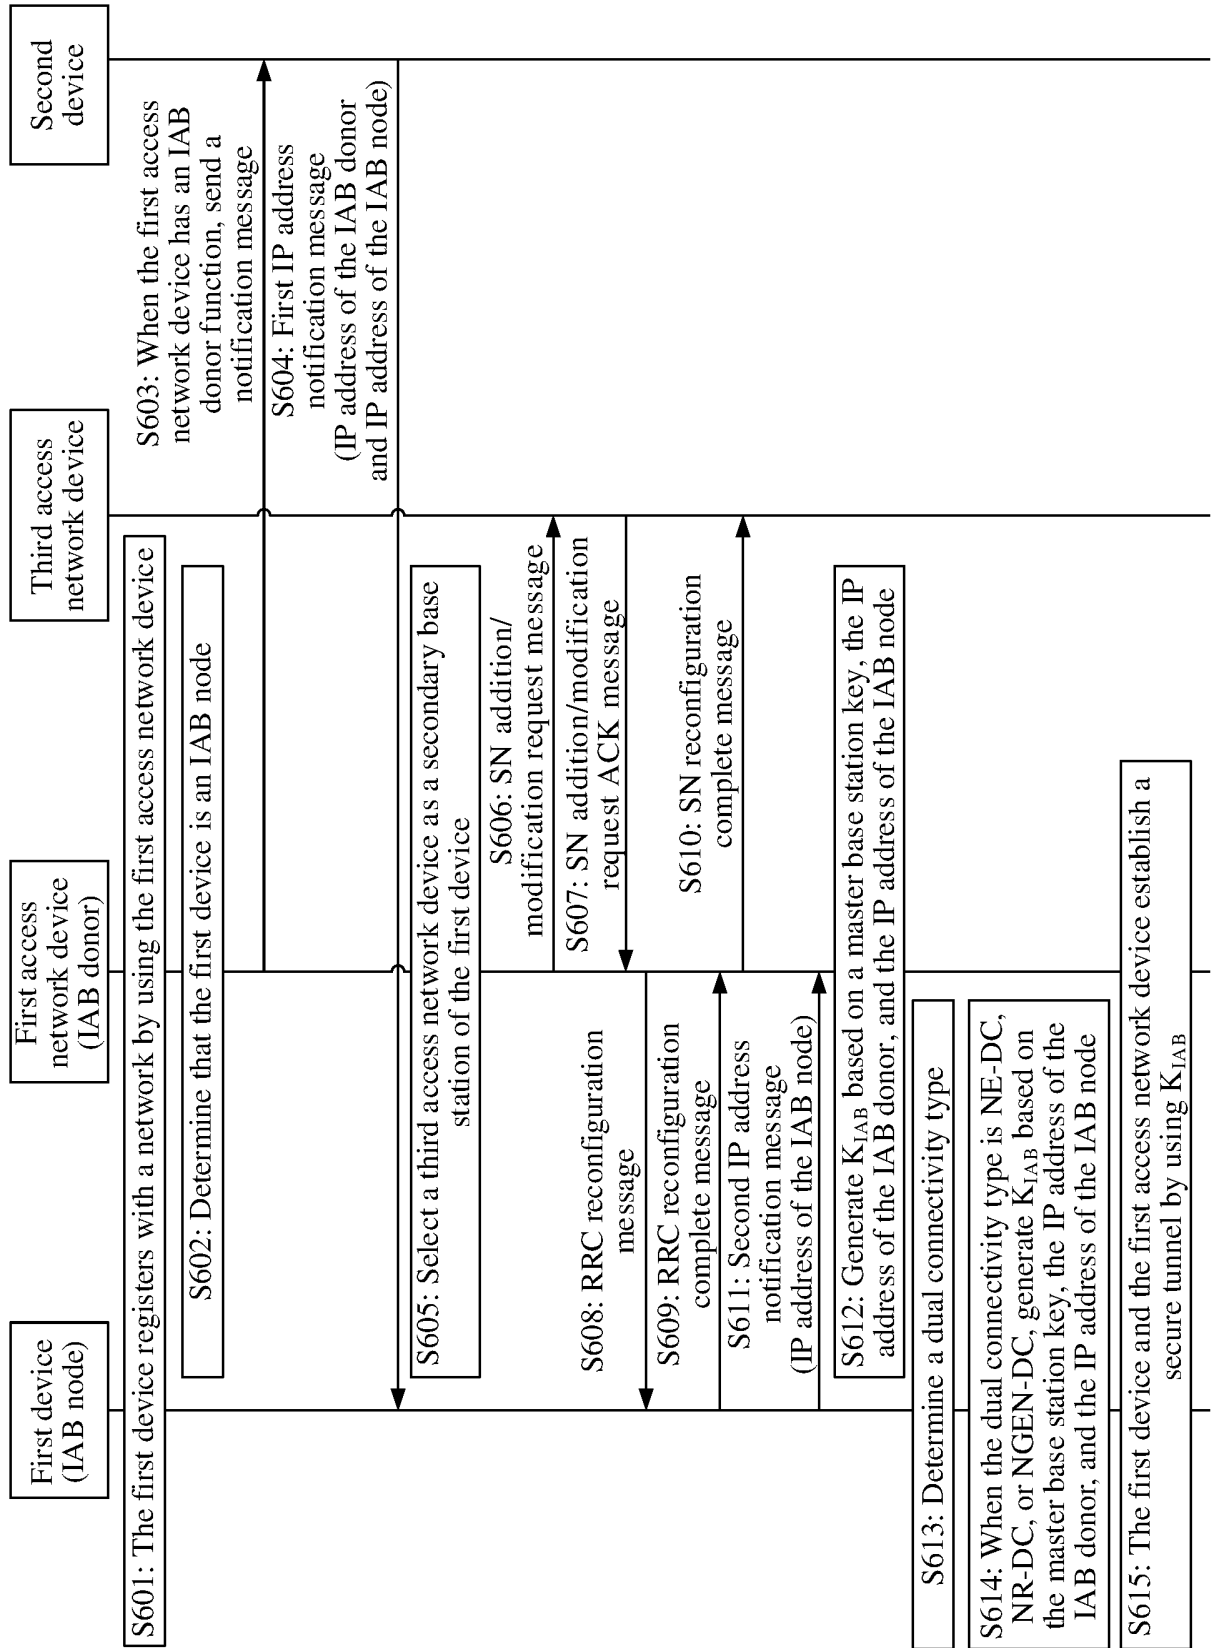 First device
(IAB node)
First access
network device
(IAB donor)
Third access
network device
Second
device
S601: The first device registers with a network by using the first access network device
S602: Determine that the first device is an IAB node
S603: When the first access
network device has an IAB
donor function, send a
notification message
S604: First IP address
notification message
(IP address of the IAB donor
and IP address of the IAB node)
S605: Select a third access network device as a secondary base
station of the first device
S606: SN addition/
modification request message
S607: SN addition/modification
request ACK message
S608: RRC reconfiguration
message
S609: RRC reconfiguration
complete message
S610: SN reconfiguration
complete message
S611: Second IP address
notification message
(IP address of the IAB node)
S612: Generate KIAB based on a master base station key, the IP
address of the IAB donor, and the IP address of the IAB node
S613: Determine a dual connectivity type
S614: When the dual connectivity type is NE-DC,
NR-DC, or NGEN-DC, generate KIAB based on
the master base station key, the IP address of the
IAB donor, and the IP address of the IAB node
S615: The first device and the first access network device establish a
secure tunnel by using KIAB